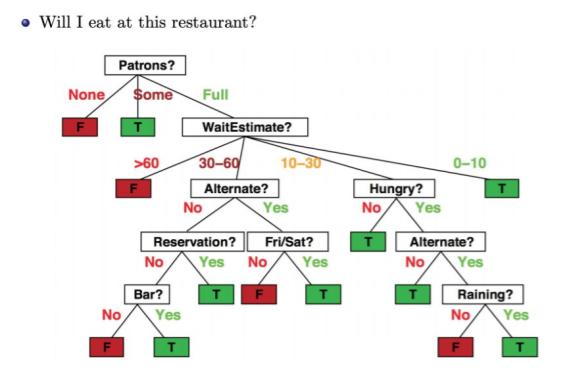 Will I eat at this restaurant?
Patrons?
None Some Full
F T WaitEstimate?
>60 30–60 10–30 0–10
F Alternate? Hungry? T
No Yes No Yes
Reservation? Fri/Sat? T Alternate?
No Yes No Yes No Yes
Bar? T F T T Raining?
No Yes No Yes
F T F T